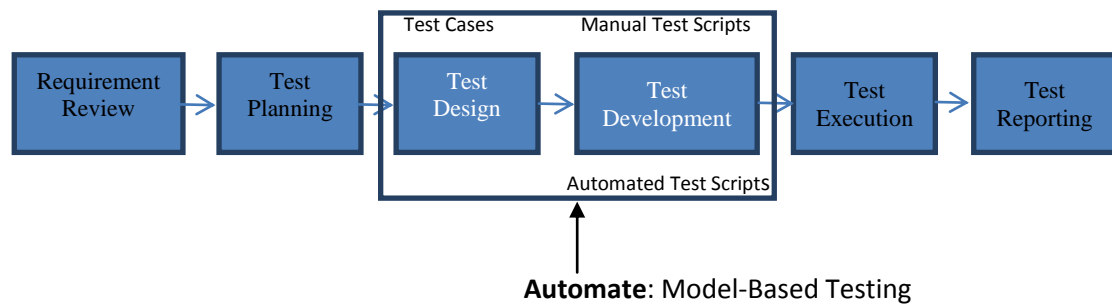 Test Cases
Manual Test Scripts
Requirement
Review
Test
Planning
Test
Design
Test
Development
Test
Execution
Test
Reporting
Automated Test Scripts
Automate: Model-Based Testing